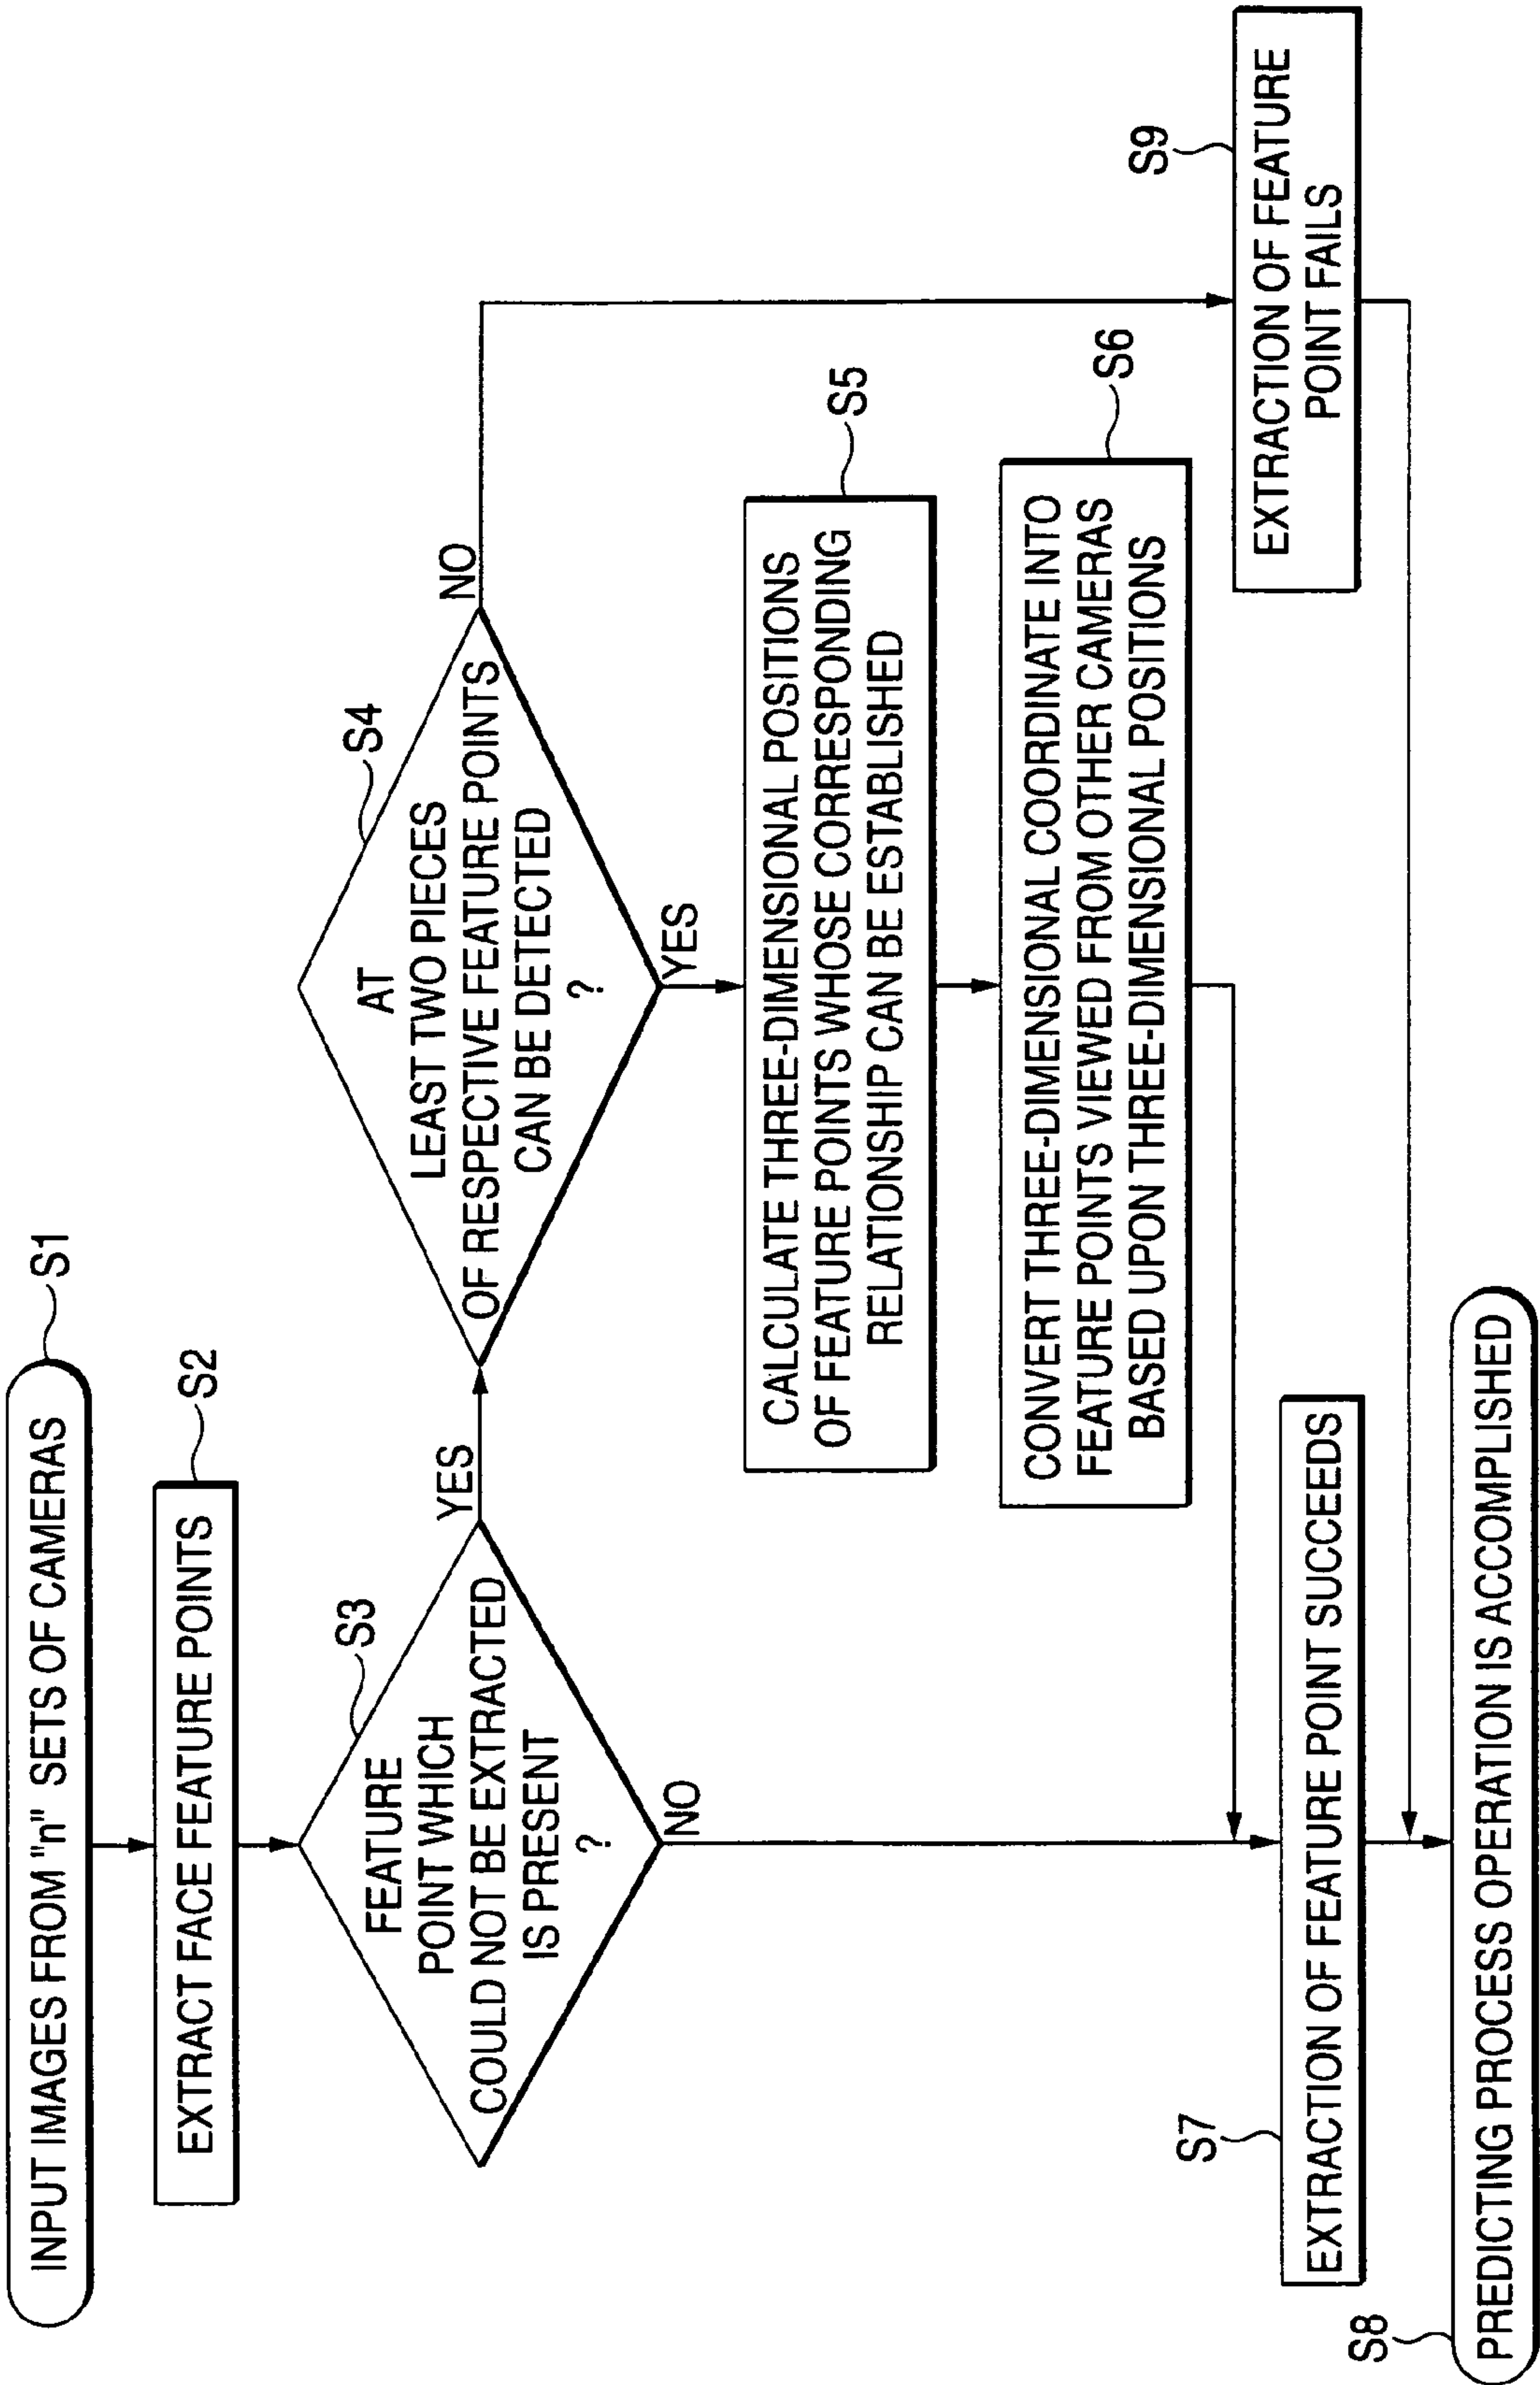 S1
INPUT IMAGES FROM "n" SETS OF CAMERAS
S2
EXTRACT FACE FEATURE POINTS
S3
FEATURE
POINT WHICH
COULD NOT BE EXTRACTED
IS PRESENT
?
YES
NO
S4
AT
LEAST TWO PIECES
OF RESPECTIVE FEATURE POINTS
CAN BE DETECTED
?
NO
YES
S5
CALCULATE THREE-DIMENSIONAL POSITIONS
OF FEATURE POINTS WHOSE CORRESPONDING
RELATIONSHIP CAN BE ESTABLISHED
S6
CONVERT THREE-DIMENSIONAL COORDINATE INTO
FEATURE POINTS VIEWED FROM OTHER CAMERAS
BASED UPON THREE-DIMENSIONAL POSITIONS
S7
EXTRACTION OF FEATURE POINT SUCCEEDS
S9
EXTRACTION OF FEATURE
POINT FAILS
S8
PREDICTING PROCESS OPERATION IS ACCOMPLISHED